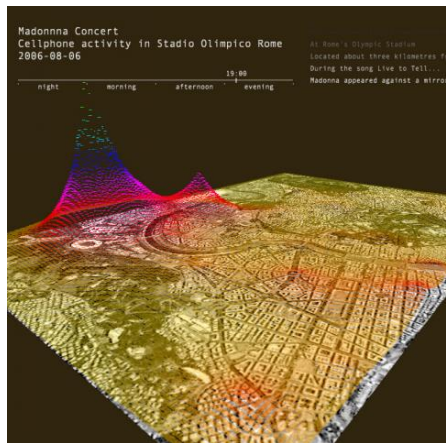 Madonnna Concert
Cellphone activity in Stadio Olimpico Rome
2006-08-06
19:00
night morning afternoon evening
At Rome's Olympic Stadium
Located about three kilometres
During the song Live to Tell...
Madonna appeared against a mirro